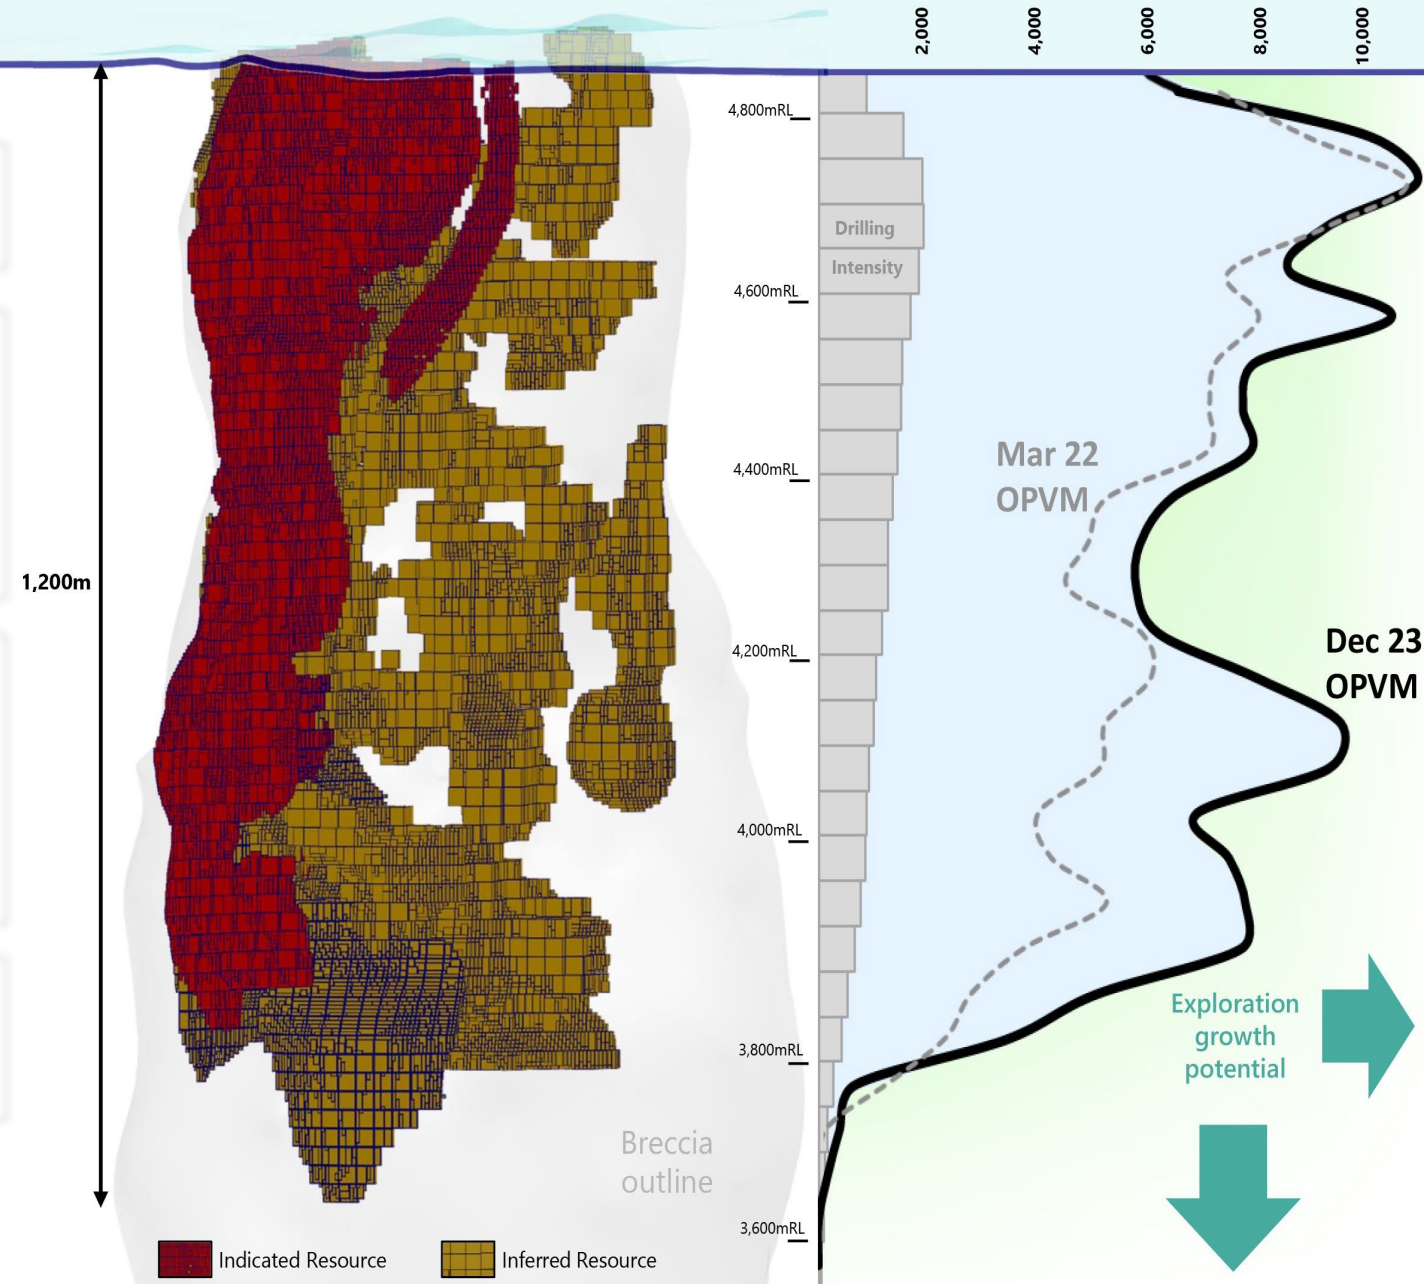 2,000
4,000
6,000
8,000
10,000
4,800mRL
Drilling
Intensity
4,600mRL
Mar 22
OPVM
4,400mRL
1,200m
4,200mRL
Dec 23
OPVM
4,000mRL
Exploration
growth
potential
3,800mRL
Breccia
outline
3,600mRL
Indicated Resource
Inferred Resource